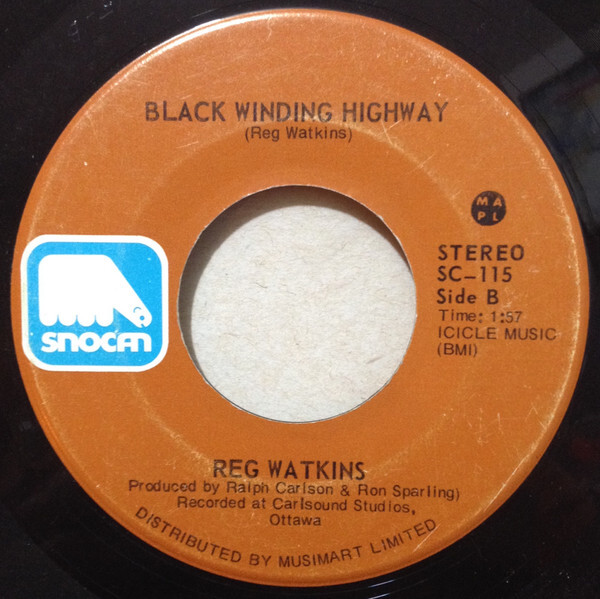 BLACK WINDING HIGHWAY
(Reg Watkins)
M A
P L
STEREO
SC-115
Side B
Time: 1:57
ICICLE MUSIC
(BMI)
SNOCAN
REG WATKINS
Produced by Ralph Carlson & Ron Sparling)
Recorded at Carlsound Studios,
Ottawa
DISTRIBUTED BY MUSIMART LIMITED